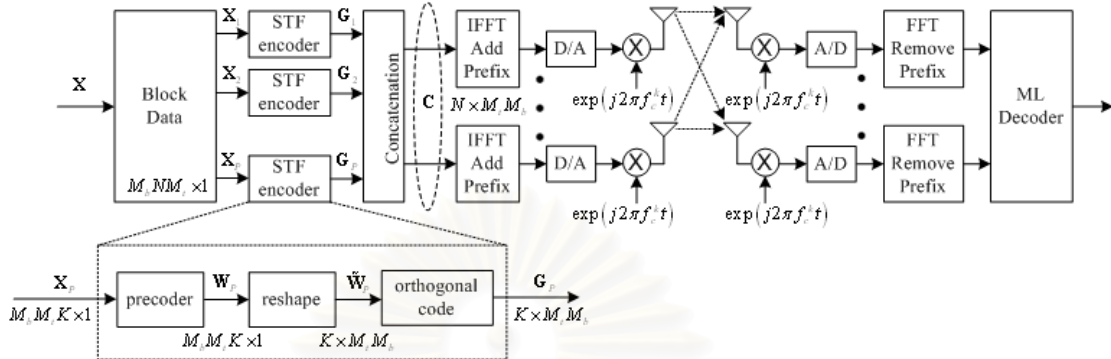 X
Block
Data
M_b N M_t × 1
X_1
STF
encoder
G_1
X_2
STF
encoder
G_2
X_P
STF
encoder
G_P
Concatenation
C
IFFT
Add
Prefix
N × M_t M_b
IFFT
Add
Prefix
D/A
exp(j2πf_c^k t)
D/A
exp(j2πf_c^k t)
exp(j2πf_c^k t)
A/D
exp(j2πf_c^k t)
A/D
FFT
Remove
Prefix
FFT
Remove
Prefix
ML
Decoder
X_P
M_b M_t K × 1
precoder
W_P
M_b M_t K × 1
reshape
W̃_P
K × M_t M_b
orthogonal
code
G_P
K × M_t M_b